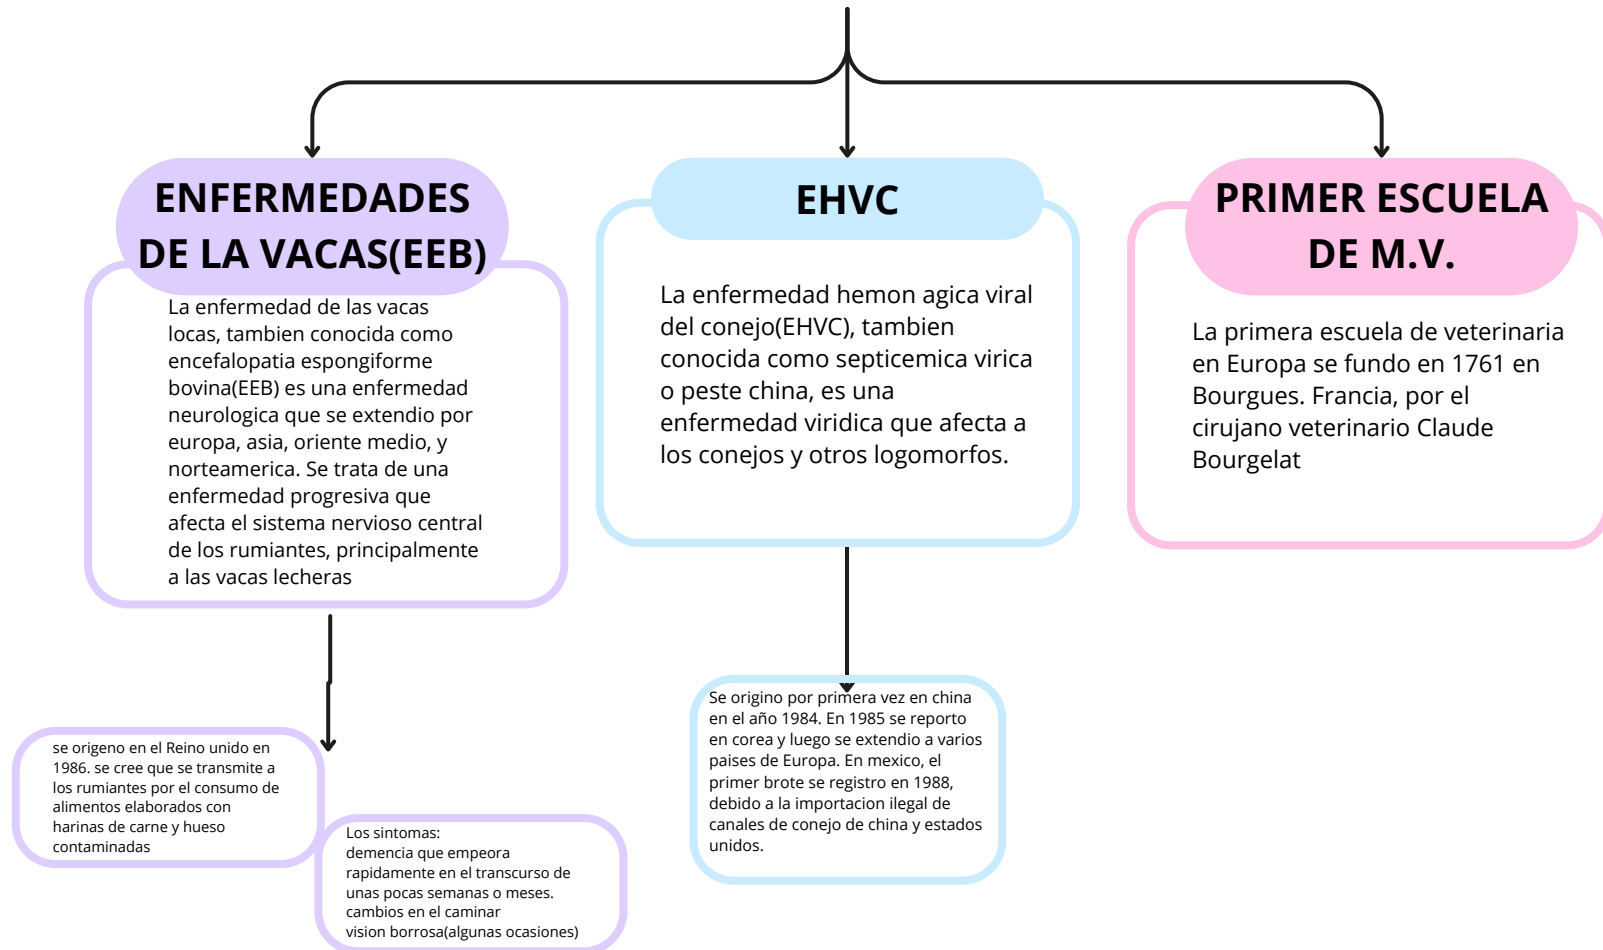 ENFERMEDADES
DE LA VACAS(EEB)
La enfermedad de las vacas
locas, tambien conocida como
encefalopatia espongiforme
bovina(EEB) es una enfermedad
neurologica que se extendio por
europa, asia, oriente medio, y
norteamerica. Se trata de una
enfermedad progresiva que
afecta el sistema nervioso central
de los rumiantes, principalmente
a las vacas lecheras
se origeno en el Reino unido en
1986. se cree que se transmite a
los rumiantes por el consumo de
alimentos elaborados con
harinas de carne y hueso
contaminadas
Los sintomas:
demencia que empeora
rapidamente en el transcurso de
unas pocas semanas o meses.
cambios en el caminar
vision borrosa(algunas ocasiones)
EHVC
La enfermedad hemon agica viral
del conejo(EHVC), tambien
conocida como septicemica virica
o peste china, es una
enfermedad viridica que afecta a
los conejos y otros logomorfos.
Se origino por primera vez en china
en el año 1984. En 1985 se reporto
en corea y luego se extendio a varios
paises de Europa. En mexico, el
primer brote se registro en 1988,
debido a la importacion ilegal de
canales de conejo de china y estados
unidos.
PRIMER ESCUELA
DE M.V.
La primera escuela de veterinaria
en Europa se fundo en 1761 en
Bourgues. Francia, por el
cirujano veterinario Claude
Bourgelat